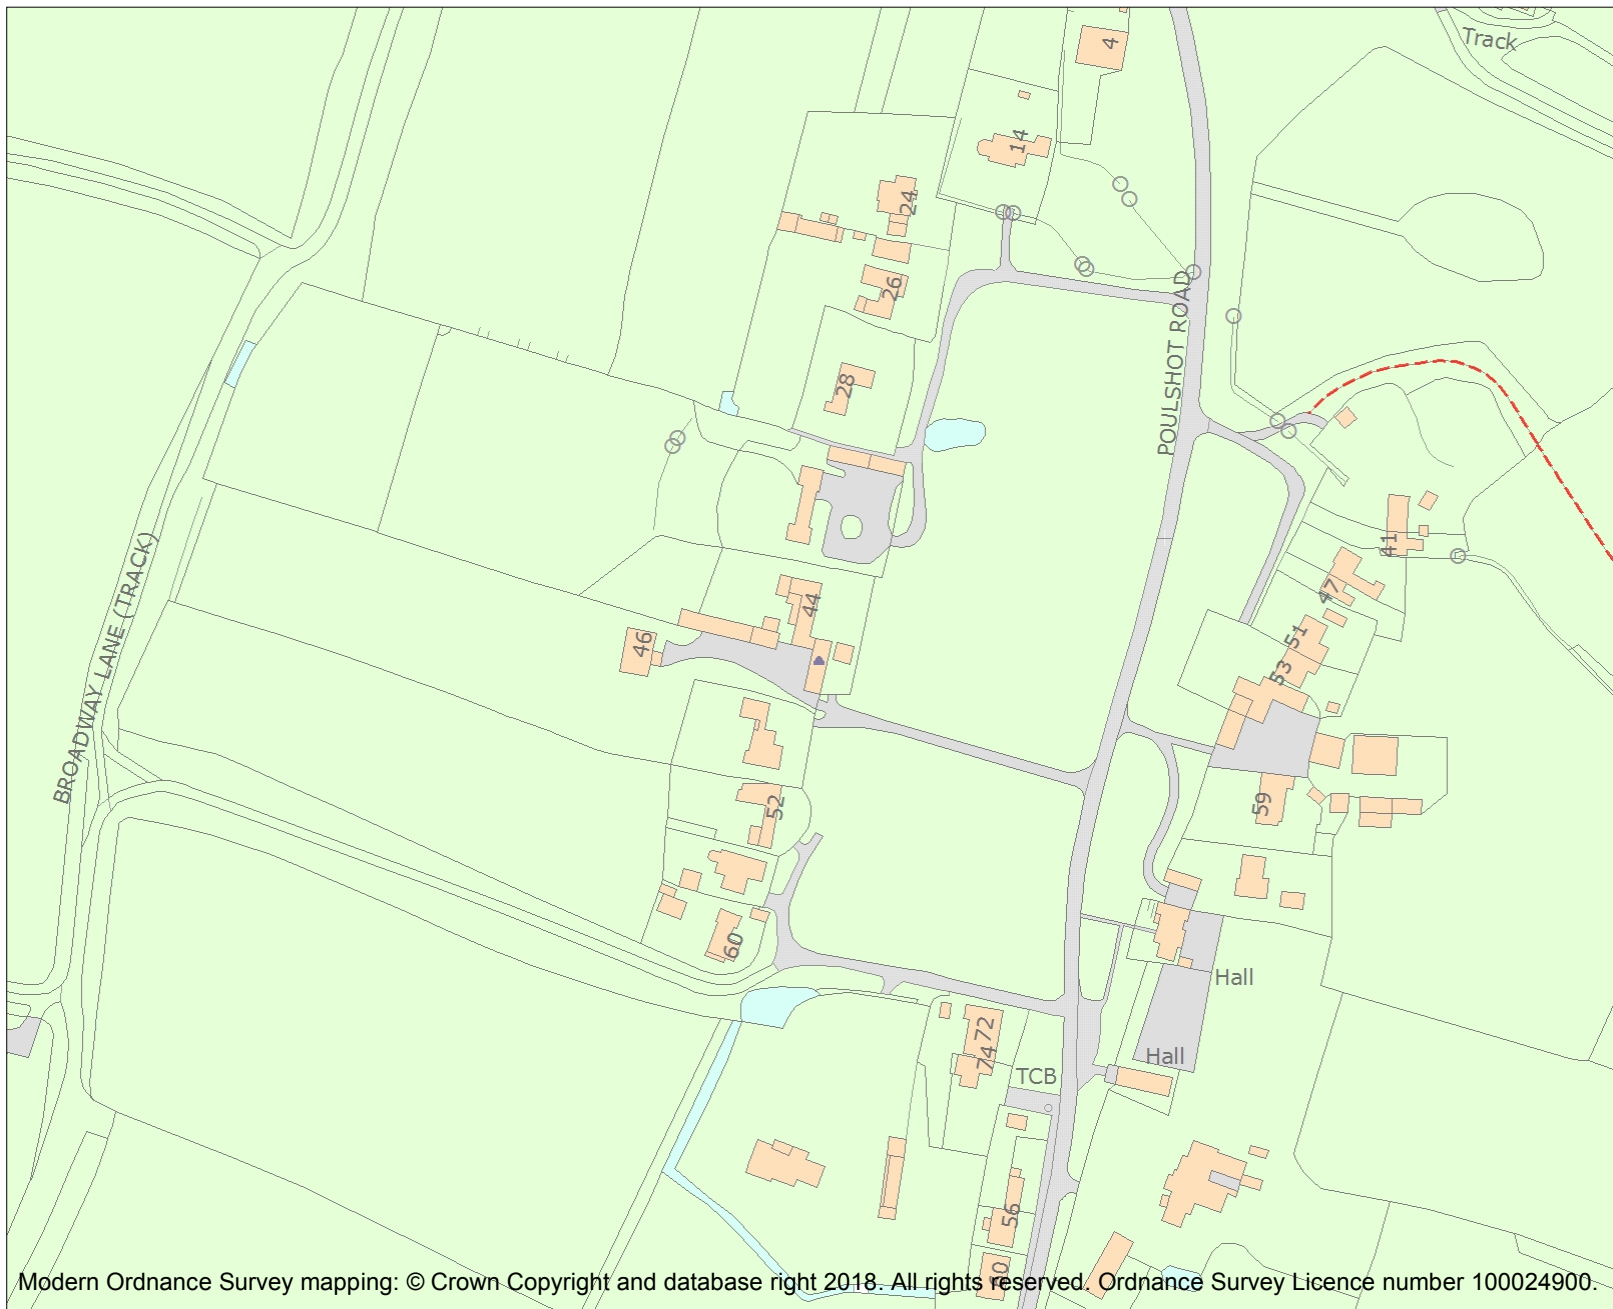 4
Track
14
24
26
POULSHOT ROAD
28
41
BROADWAY LANE (TRACK)
47
44
51
46
53
52
59
60
Hall
72
74
Hall
TCB
56
Modern Ordnance Survey mapping: © Crown Copyright and database right 2018. All rights reserved. Ordnance Survey Licence number 100024900.